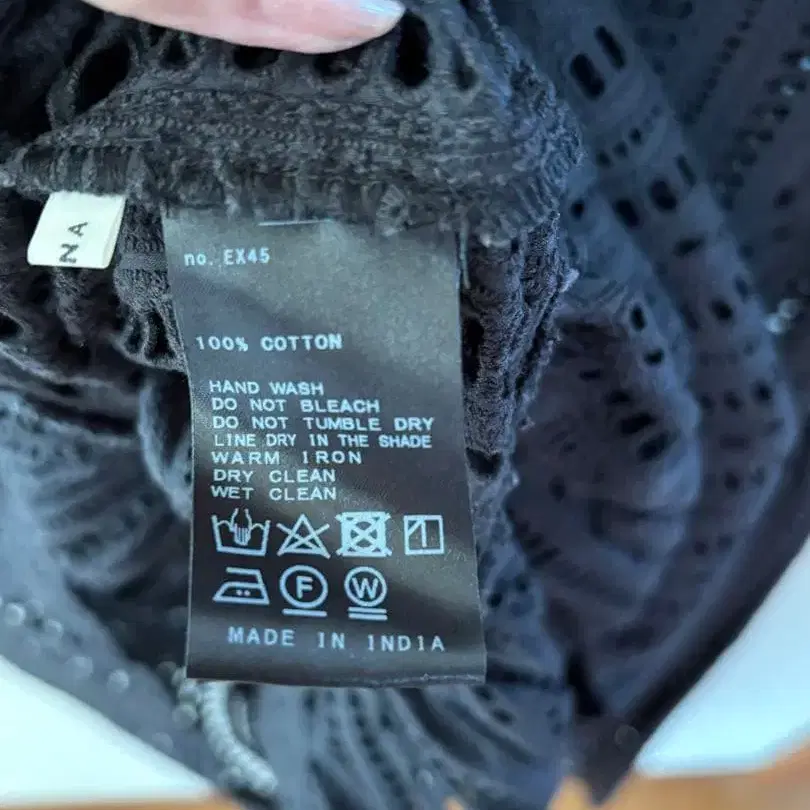 NA
no. EX45
100% COTTON
HAND WASH
DO NOT BLEACH
DO NOT TUMBLE DRY
LINE DRY IN THE SHADE
WARM IRON
DRY CLEAN
WET CLEAN
F W
MADE IN INDIA